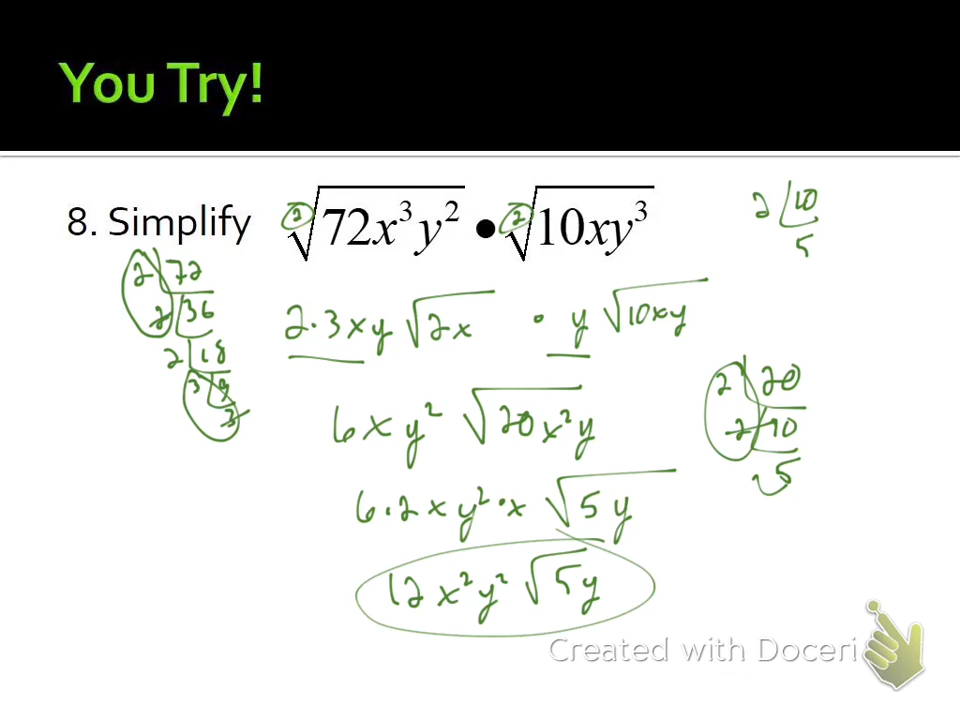 You Try!
8. Simplify ²√72x³y² • ²√10xy³
2 10
5
2 72
2 36
2 18
3 9
3
2·3xy √2x · y √10xy
6xy² √20x²y
2 20
2 10
5
6·2xy²·x √5y
12x²y² √5y
Created with Doceri